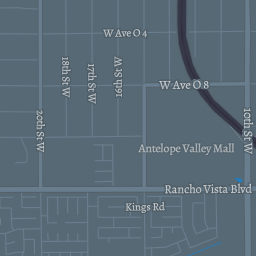 W Ave O 4
18th St W
17th St W
16th St W
W Ave O 8
20th St W
10th St W
Antelope Valley Mall
Rancho Vista Blvd
Kings Rd